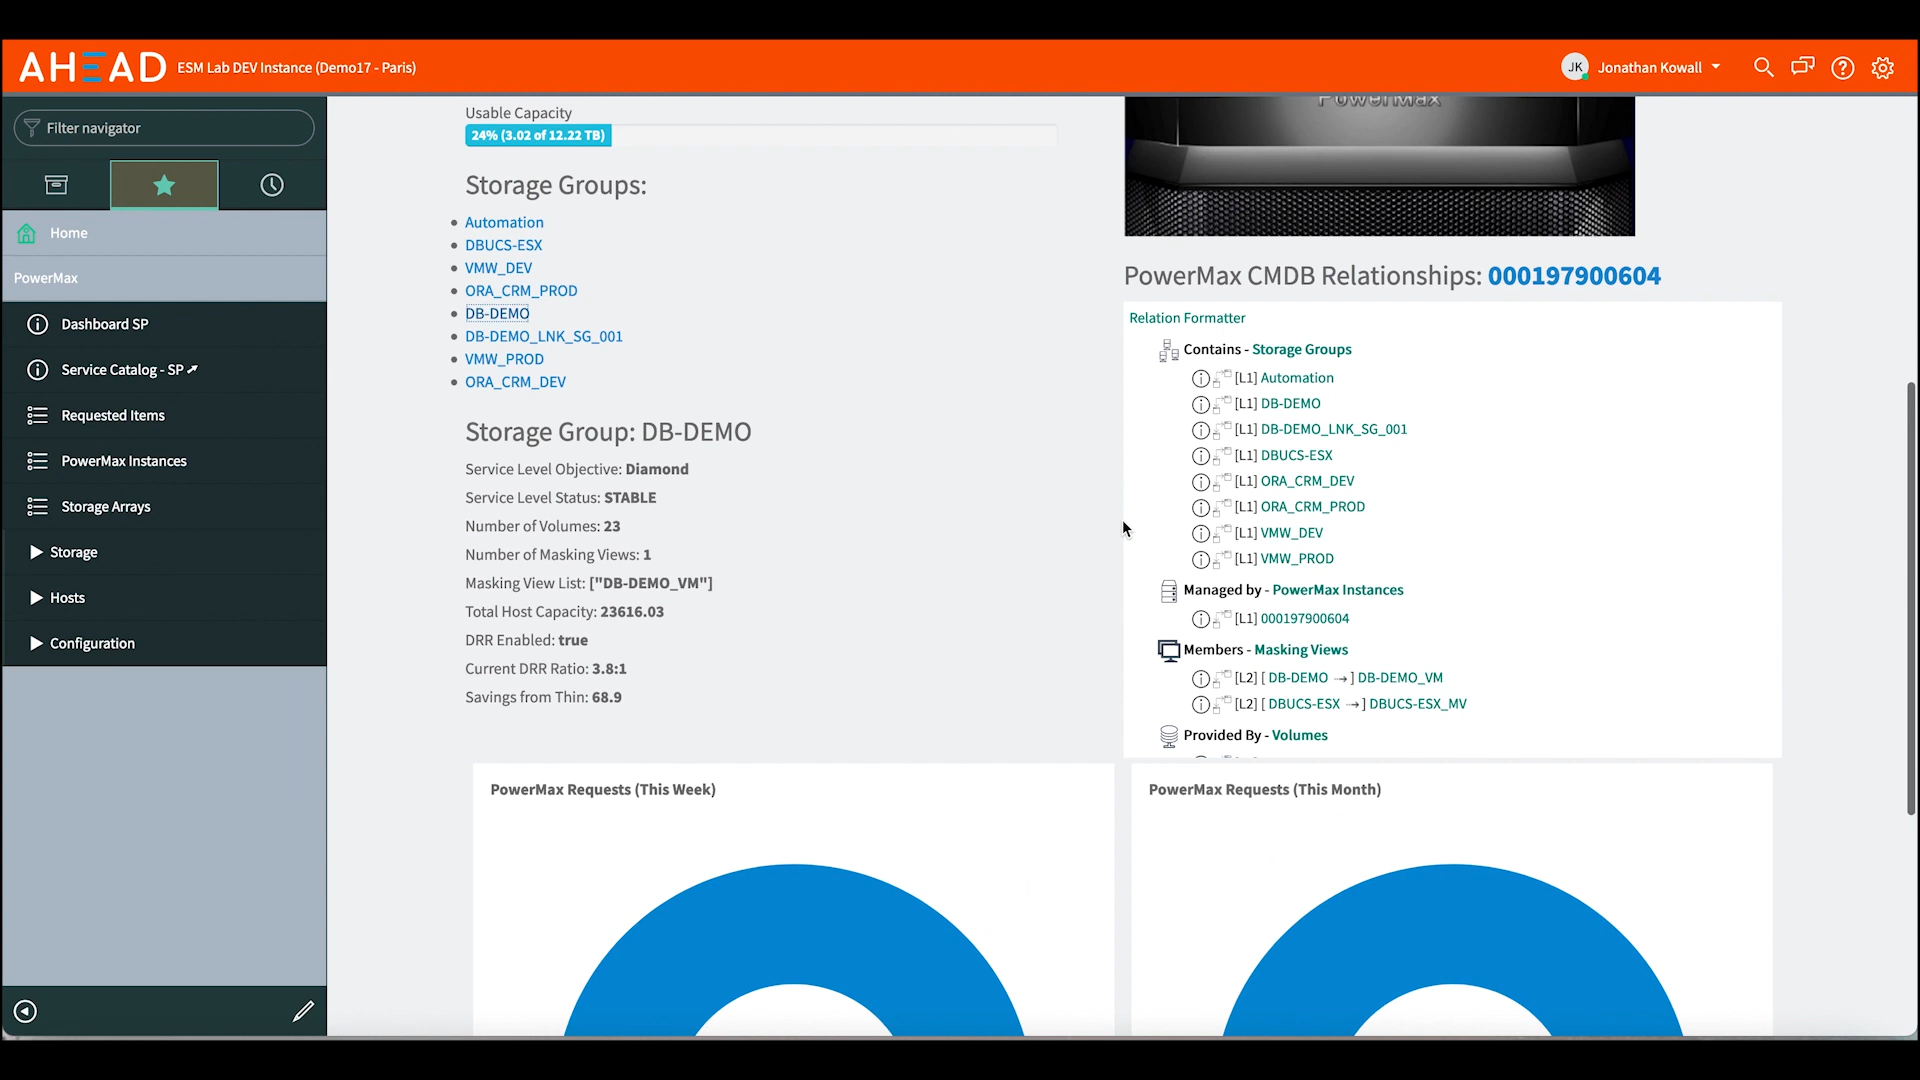 AHEAD ESM Lab DEV Instance (Demo17 - Paris)
JK Jonathan Kowall
Filter navigator
Home
PowerMax
Dashboard SP
Service Catalog - SP
Requested Items
PowerMax Instances
Storage Arrays
Storage
Hosts
Configuration
Usable Capacity
24% (3.02 of 12.22 TB)
Storage Groups:
Automation
DBUCS-ESX
VMW_DEV
ORA_CRM_PROD
DB-DEMO
DB-DEMO_LNK_SG_001
VMW_PROD
ORA_CRM_DEV
Storage Group: DB-DEMO
Service Level Objective: Diamond
Service Level Status: STABLE
Number of Volumes: 23
Number of Masking Views: 1
Masking View List: ["DB-DEMO_VM"]
Total Host Capacity: 23616.03
DRR Enabled: true
Current DRR Ratio: 3.8:1
Savings from Thin: 68.9
PowerMax
PowerMax CMDB Relationships: 000197900604
Relation Formatter
Contains - Storage Groups
[L1] Automation
[L1] DB-DEMO
[L1] DB-DEMO_LNK_SG_001
[L1] DBUCS-ESX
[L1] ORA_CRM_DEV
[L1] ORA_CRM_PROD
[L1] VMW_DEV
[L1] VMW_PROD
Managed by - PowerMax Instances
[L1] 000197900604
Members - Masking Views
[L2] [ DB-DEMO → ] DB-DEMO_VM
[L2] [ DBUCS-ESX → ] DBUCS-ESX_MV
Provided By - Volumes
PowerMax Requests (This Week)
PowerMax Requests (This Month)